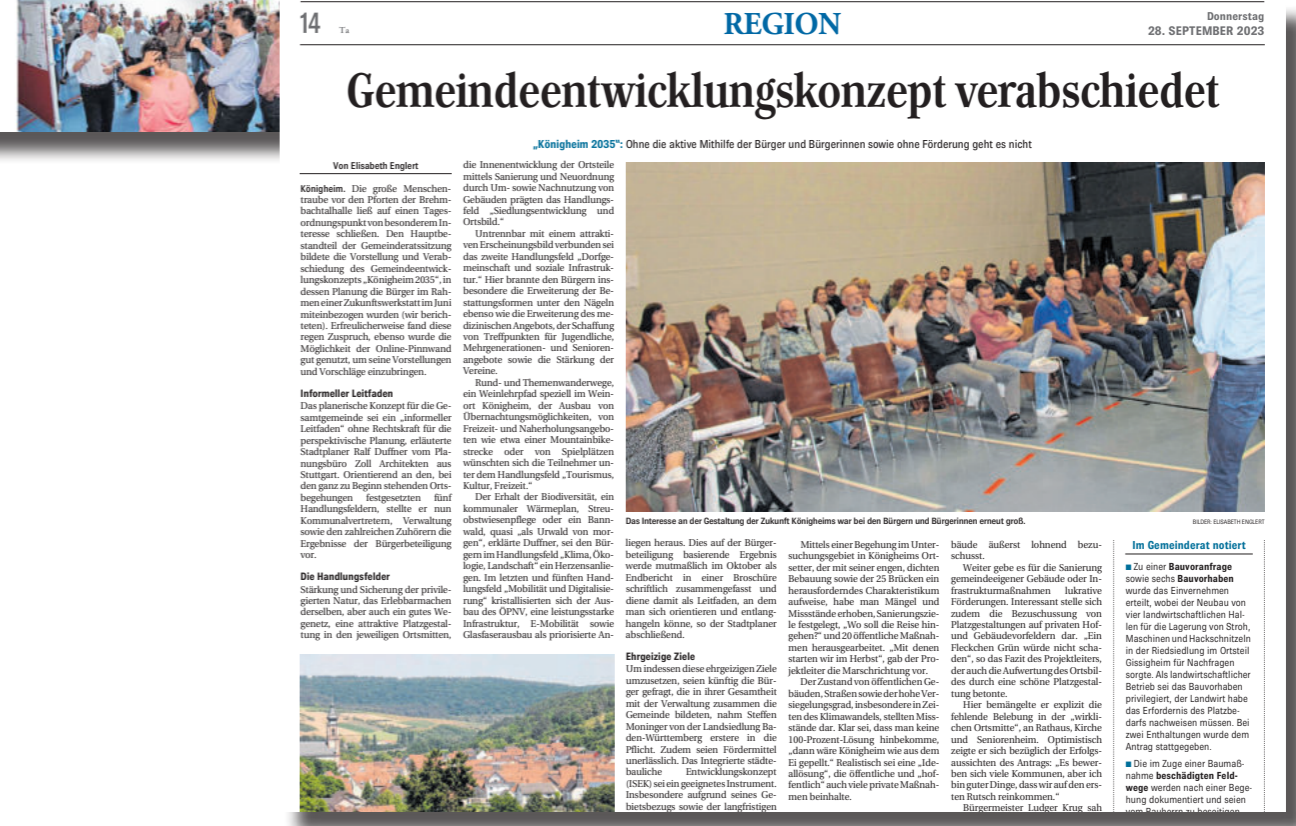 14
Ta
REGION
Donnerstag
28. SEPTEMBER 2023
Gemeindeentwicklungskonzept verabschiedet
„Königheim 2035": Ohne die aktive Mithilfe der Bürger und Bürgerinnen sowie ohne Förderung geht es nicht
Von Elisabeth Englert
Königheim. Die große Menschen-
traube vor den Pforten der Brehm-
bachtalhalle ließ auf einen Tages-
ordnungspunkt von besonderem In-
teresse schließen. Den Hauptbe-
standteil der Gemeinderatssitzung
bildete die Vorstellung und Verab-
schiedung des Gemeindeentwick-
lungskonzepts „Königheim 2035", in
dessen Planung die Bürger im Rah-
men einer Zukunftswerkstatt im Juni
miteinbezogen wurden (wir berich-
teten). Erfreulicherweise fand diese
regen Zuspruch, ebenso wurde die
Möglichkeit der Online-Pinnwand
gut genutzt, um seine Vorstellungen
und Vorschläge einzubringen.
Informeller Leitfaden
Das planerische Konzept für die Ge-
samtgemeinde sei ein „informeller
Leitfaden" ohne Rechtskraft für die
perspektivische Planung, erläuterte
Stadtplaner Ralf Duffner vom Pla-
nungsbüro Zoll Architekten aus
Stuttgart. Orientierend an den, bei
den ganz zu Beginn stehenden Orts-
begehungen festgesetzten fünf
Handlungsfeldern, stellte er nun
Kommunalvertretern, Verwaltung
sowie den zahlreichen Zuhörern die
Ergebnisse der Bürgerbeteiligung
vor.
Die Handlungsfelder
Stärkung und Sicherung der privile-
gierten Natur, das Erlebbarmachen
derselben, aber auch ein gutes We-
genetz, eine attraktive Platzgestal-
tung in den jeweiligen Ortsmitten,
die Innenentwicklung der Ortsteile
mittels Sanierung und Neuordnung
durch Um- sowie Nachnutzung von
Gebäuden prägten das Handlungs-
feld „Siedlungsentwicklung und
Ortsbild."
Untrennbar mit einem attrakti-
ven Erscheinungsbild verbunden sei
das zweite Handlungsfeld „Dorfge-
meinschaft und soziale Infrastruk-
tur." Hier brannte den Bürgern ins-
besondere die Erweiterung der Be-
stattungsformen unter den Nägeln
ebenso wie die Erweiterung des me-
dizinischen Angebots, der Schaffung
von Treffpunkten für Jugendliche,
Mehrgenerationen- und Senioren-
angebote sowie die Stärkung der
Vereine.
Rund- und Themenwanderwege,
ein Weinlehrpfad speziell im Wein-
ort Königheim, der Ausbau von
Übernachtungsmöglichkeiten, von
Freizeit- und Naherholungsangebo-
ten wie etwa einer Mountainbike-
strecke oder von Spielplätzen
wünschten sich die Teilnehmer un-
ter dem Handlungsfeld „Tourismus,
Kultur, Freizeit."
Der Erhalt der Biodiversität, ein
kommunaler Wärmeplan, Streu-
obstwiesenpflege oder ein Bann-
wald, quasi „als Urwald von mor-
gen", erklärte Duffner, sei den Bür-
gern im Handlungsfeld „Klima, Öko-
logie, Landschaft" ein Herzensanlie-
gen. Im letzten und fünften Hand-
lungsfeld „Mobilität und Digitalisie-
rung" kristallisierten sich der Aus-
bau des ÖPNV, eine leistungsstarke
Infrastruktur, E-Mobilität sowie
Glasfaserausbau als priorisierte An-
Das Interesse an der Gestaltung der Zukunft Königheims war bei den Bürgern und Bürgerinnen erneut groß.
BILDER: ELISABETH ENGLERT
liegen heraus. Dies auf der Bürger-
beteiligung basierende Ergebnis
werde mutmaßlich im Oktober als
Endbericht in einer Broschüre
schriftlich zusammengefasst und
diene damit als Leitfaden, an dem
man sich orientieren und entlang-
hangeln könne, so der Stadtplaner
abschließend.
Ehrgeizige Ziele
Um indessen diese ehrgeizigen Ziele
umzusetzen, seien künftig die Bür-
ger gefragt, die in ihrer Gesamtheit
mit der Verwaltung zusammen die
Gemeinde bildeten, nahm Steffen
Moninger von der Landsiedlung Ba-
den-Württemberg erstere in die
Pflicht. Zudem seien Fördermittel
unerlässlich. Das Integrierte städte-
bauliche Entwicklungskonzept
(ISEK) sei ein geeignetes Instrument.
Insbesondere aufgrund seines Ge-
bietsbezugs sowie der langfristigen
Mittels einer Begehung im Unter-
suchungsgebiet in Königheims Ort-
setter, der mit seiner engen, dichten
Bebauung sowie der 25 Brücken ein
herausforderndes Charakteristikum
aufweise, habe man Mängel und
Missstände erhoben, Sanierungszie-
le festgelegt, „Wo soll die Reise hin-
gehen?" und 20 öffentliche Maßnah-
men herausgearbeitet. „Mit denen
starten wir im Herbst", gab der Pro-
jektleiter die Marschrichtung vor.
Der Zustand von öffentlichen Ge-
bäuden, Straßen sowie der hohe Ver-
siegelungsgrad, insbesondere in Zei-
ten des Klimawandels, stellten Miss-
stände dar. Klar sei, dass man keine
100-Prozent-Lösung hinbekomme,
„dann wäre Königheim wie aus dem
Ei gepellt." Realistisch sei eine „Ide-
allösung", die öffentliche und „hof-
fentlich" auch viele private Maßnah-
men beinhalte.
bäude äußerst lohnend bezu-
schusst.
Weiter gebe es für die Sanierung
gemeindeeigener Gebäude oder In-
frastrukturmaßnahmen lukrative
Förderungen. Interessant stelle sich
zudem die Bezuschussung von
Platzgestaltungen auf privaten Hof-
und Gebäudevorfeldern dar. „Ein
Fleckchen Grün würde nicht scha-
den", so das Fazit des Projektleiters,
der auch die Aufwertung des Ortsbil-
des durch eine schöne Platzgestal-
tung betonte.
Hier bemängelte er explizit die
fehlende Belebung in der „wirkli-
chen Ortsmitte", an Rathaus, Kirche
und Seniorenheim. Optimistisch
zeigte er sich bezüglich der Erfolgs-
aussichten des Antrags: „Es bewer-
ben sich viele Kommunen, aber ich
bin guter Dinge, dass wir auf den ers-
ten Rutsch reinkommen."
Bürgermeister Ludger Krug sah
Im Gemeinderat notiert
■ Zu einer Bauvoranfrage
sowie sechs Bauvorhaben
wurde das Einvernehmen
erteilt, wobei der Neubau von
vier landwirtschaftlichen Hal-
len für die Lagerung von Stroh,
Maschinen und Hackschnitzeln
in der Riedsiedlung im Ortsteil
Gissigheim für Nachfragen
sorgte. Als landwirtschaftlicher
Betrieb sei das Bauvorhaben
privilegiert, der Landwirt habe
das Erfordernis des Platzbe-
darfs nachweisen müssen. Bei
zwei Enthaltungen wurde dem
Antrag stattgegeben.
■ Die im Zuge einer Baumaß-
nahme beschädigten Feld-
wege werden nach einer Bege-
hung dokumentiert und seien
vom Bauherrn zu beseitigen